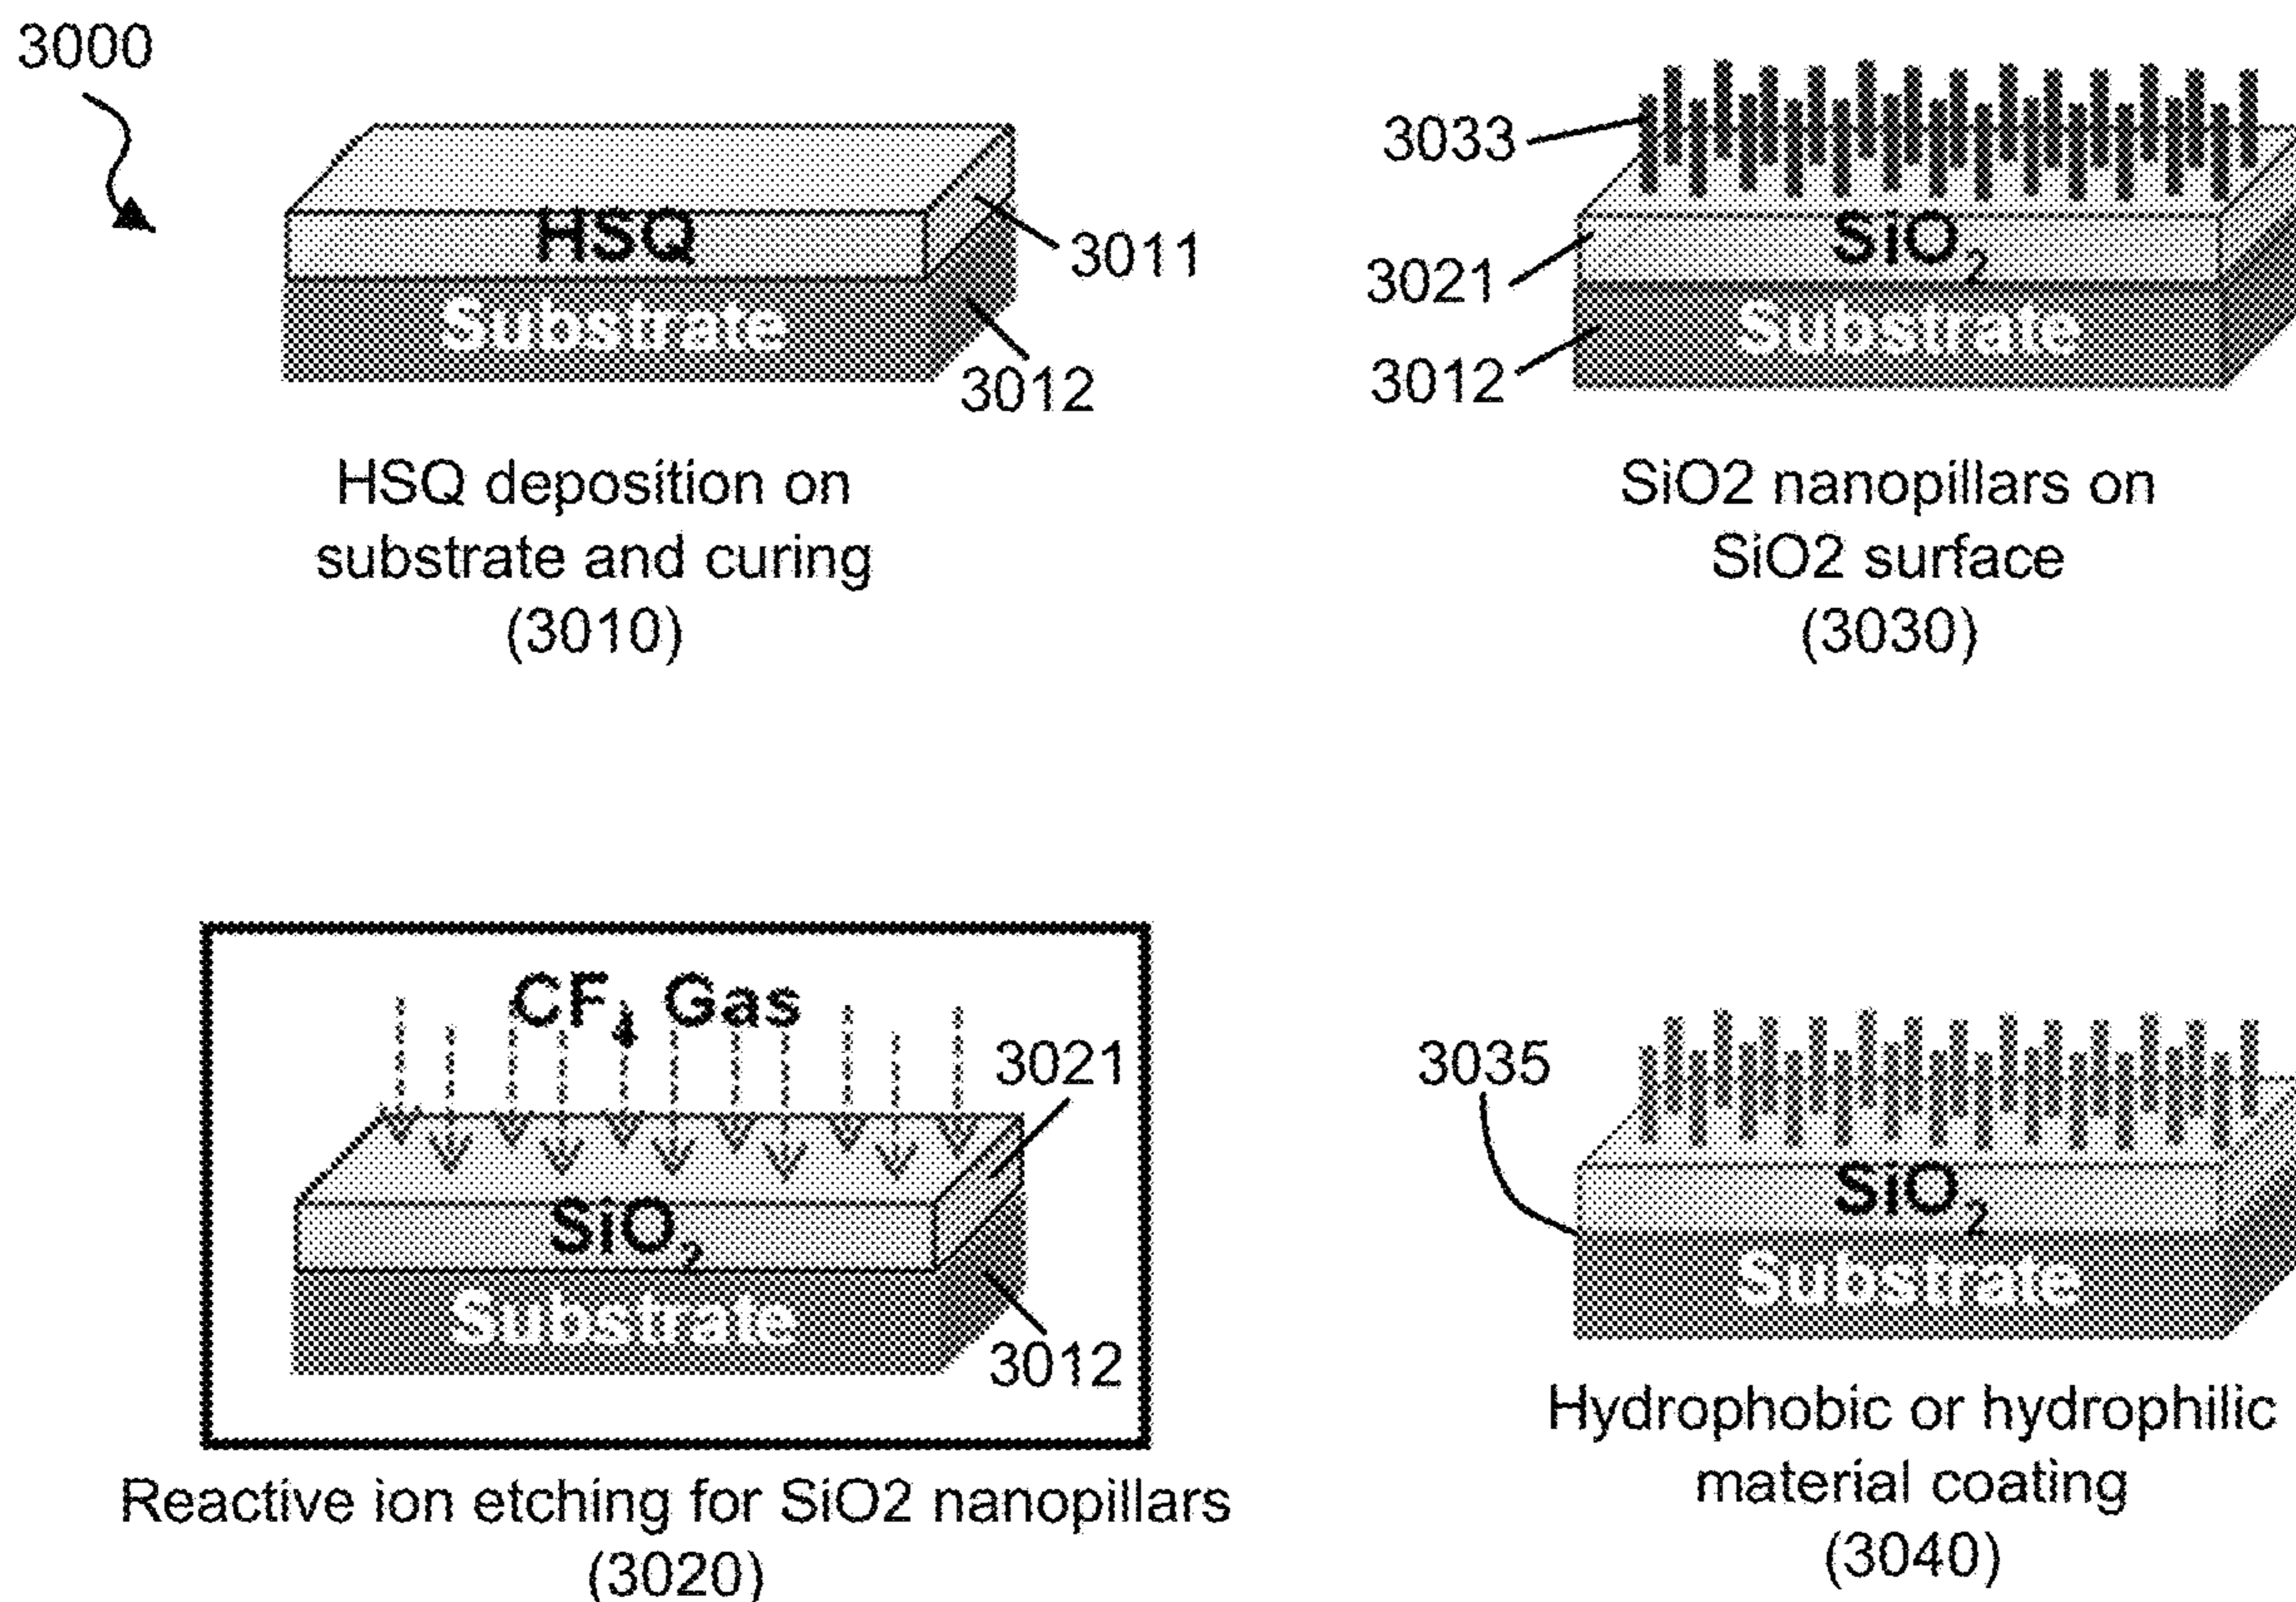 3000
HSQ
Substrate
3011
3012
HSQ deposition on
substrate and curing
(3010)
3033
3021
3012
SiO₂
Substrate
SiO2 nanopillars on
SiO2 surface
(3030)
CF₄ Gas
3021
SiO₂
Substrate
3012
Reactive ion etching for SiO2 nanopillars
(3020)
3035
SiO₂
Substrate
Hydrophobic or hydrophilic
material coating
(3040)